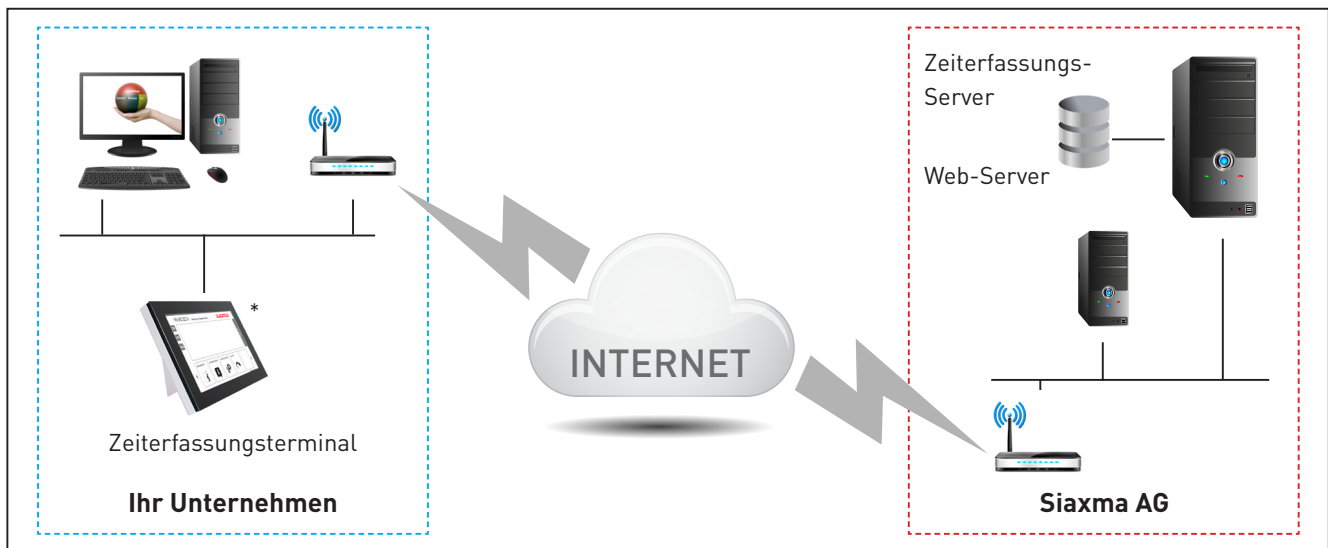 Zeiterfassungs-
Server
Web-Server
*
INTERNET
Zeiterfassungsterminal
Ihr Unternehmen
Siaxma AG